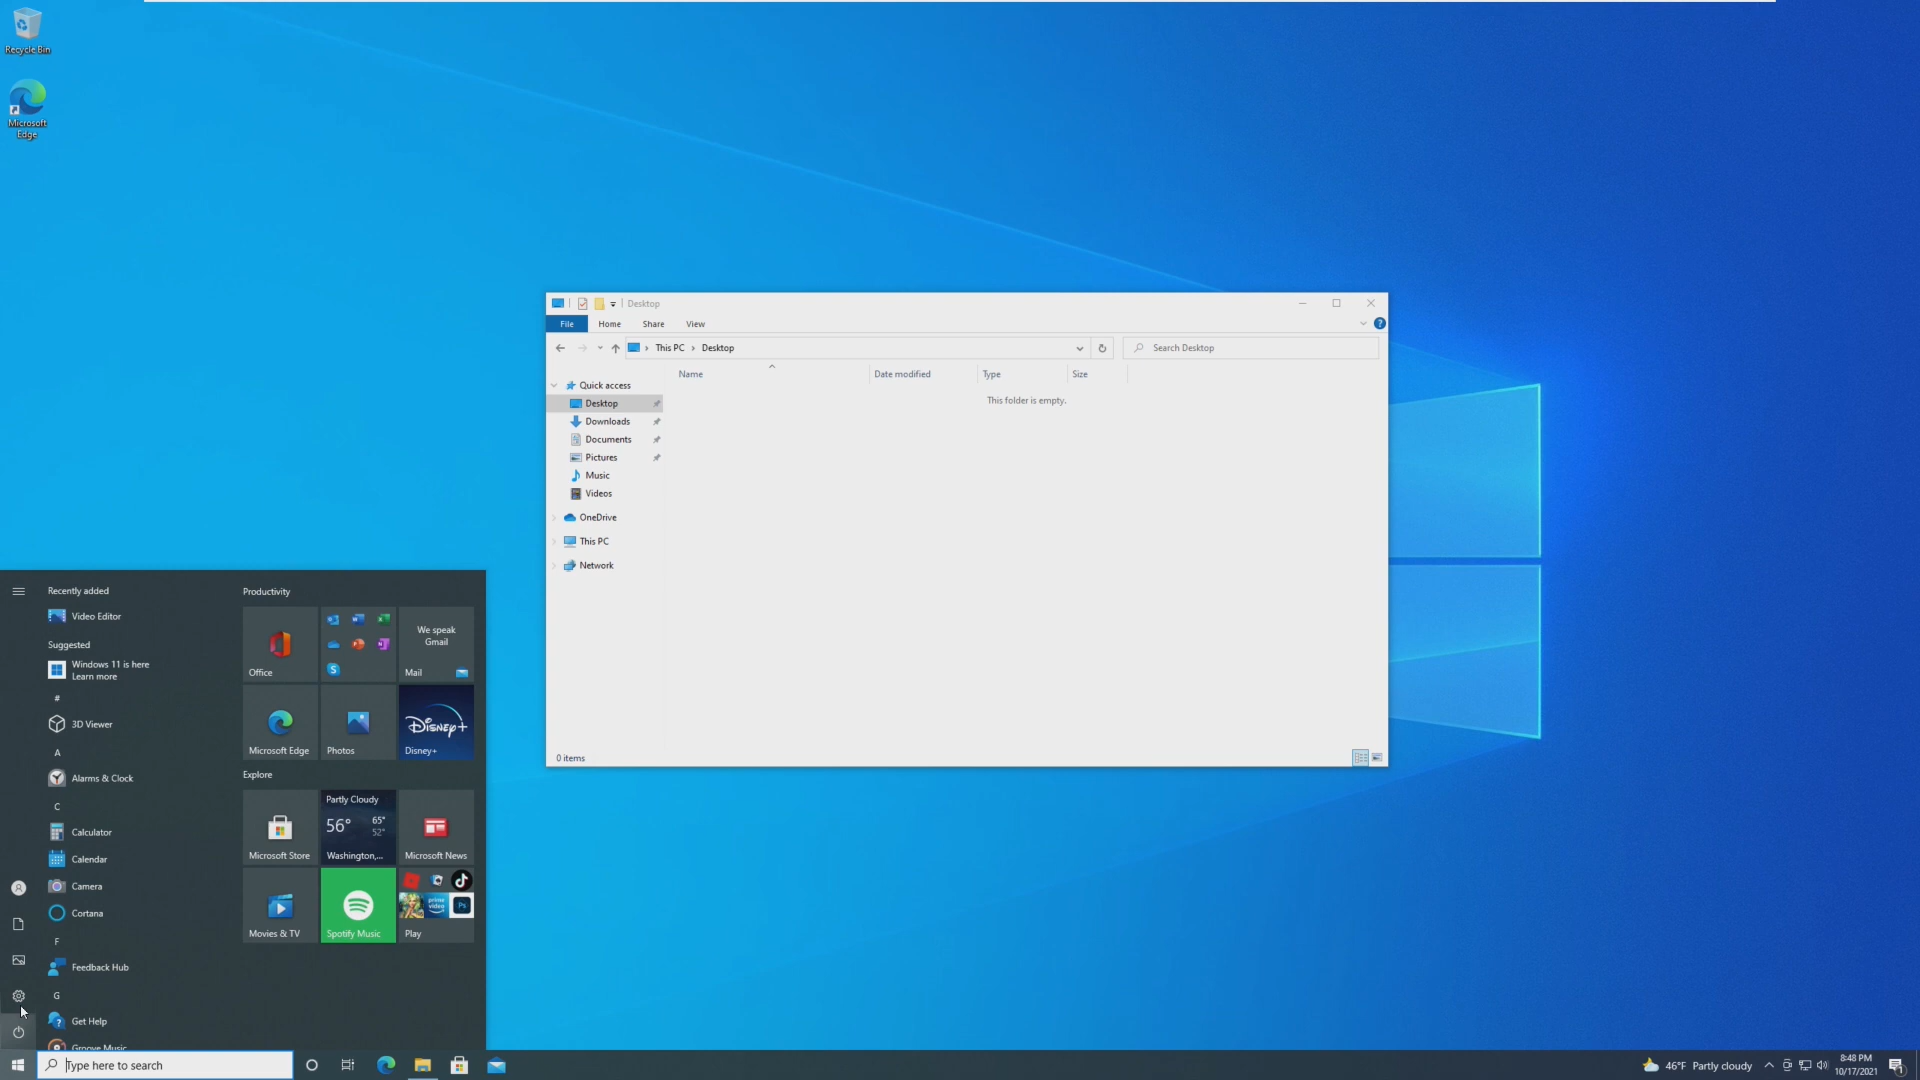 Recycle Bin
Microsoft
Edge
Desktop
File
Home
Share
View
This PC
Desktop
Search Desktop
Name
Date modified
Type
Size
This folder is empty.
Quick access
Desktop
Downloads
Documents
Pictures
Music
Videos
OneDrive
This PC
Network
0 items
Recently added
Video Editor
Suggested
Windows 11 is here
Learn more
#
3D Viewer
A
Alarms & Clock
C
Calculator
Calendar
Camera
Cortana
F
Feedback Hub
G
Get Help
Groove Music
Productivity
Office
We speak
Gmail
Mail
Microsoft Edge
Photos
Disney+
Disney+
Explore
Microsoft Store
Partly Cloudy
56°
65°
52°
Washington,...
Microsoft News
Movies & TV
Spotify Music
prime
video
Ps
Play
Type here to search
46°F Partly cloudy
8:48 PM
10/17/2021